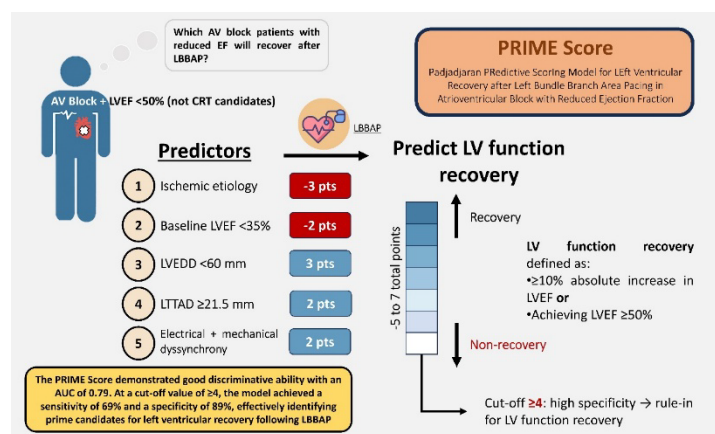 Which AV block patients with
reduced EF will recover after
LBBAP?
PRIME Score
Padjadjaran PRedictive Scoring Model for LEft Ventricular
Recovery after Left Bundle Branch Area Pacing in
Atrioventricular Block with Reduced Ejection Fraction
AV Block + LVEF <50% (not CRT candidates)
LBBAP
Predictors
1 Ischemic etiology -3 pts
2 Baseline LVEF <35% -2 pts
3 LVEDD <60 mm 3 pts
4 LTTAD ≥21.5 mm 2 pts
5 Electrical + mechanical
dyssynchrony 2 pts
Predict LV function
recovery
-5 to 7 total points
Recovery
Non-recovery
LV function recovery
defined as:
•≥10% absolute increase in
LVEF or
•Achieving LVEF ≥50%
The PRIME Score demonstrated good discriminative ability with an
AUC of 0.79. At a cut-off value of ≥4, the model achieved a
sensitivity of 69% and a specificity of 89%, effectively identifying
prime candidates for left ventricular recovery following LBBAP
Cut-off ≥4: high specificity → rule-in
for LV function recovery